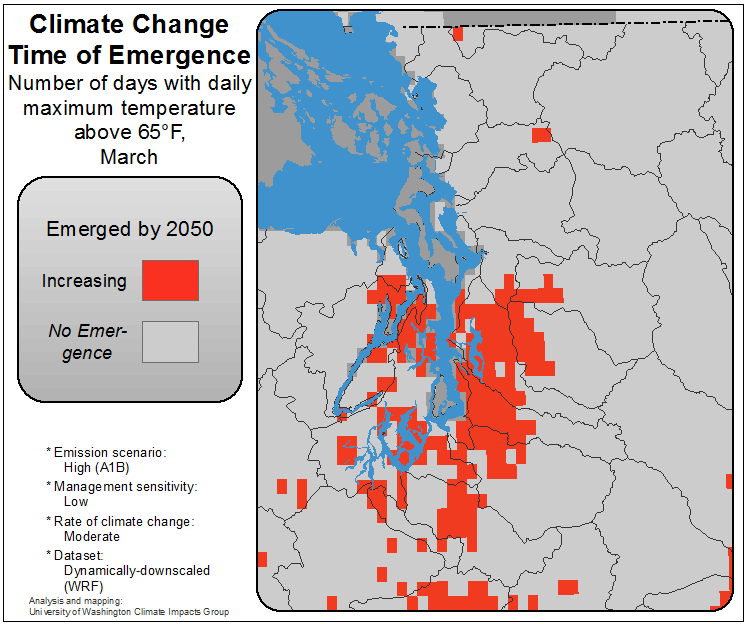 Climate Change
Time of Emergence
Number of days with daily
maximum temperature
above 65°F,
March
Emerged by 2050
Increasing
No Emer-
gence
* Emission scenario:
High (A1B)
* Management sensitivity:
Low
* Rate of climate change:
Moderate
* Dataset:
Dynamically-downscaled
(WRF)
Analysis and mapping:
University of Washington Climate Impacts Group